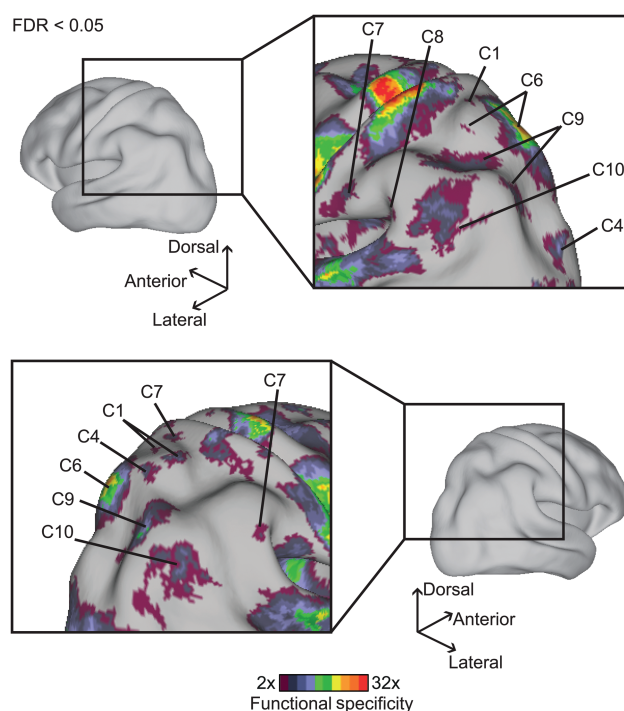 FDR < 0.05
C7
C8
C1
C6
C9
C10
C4
Dorsal
Anterior
Lateral
C7
C7
C1
C4
C6
C9
C10
Dorsal
Anterior
Lateral
2x 32x
Functional specificity